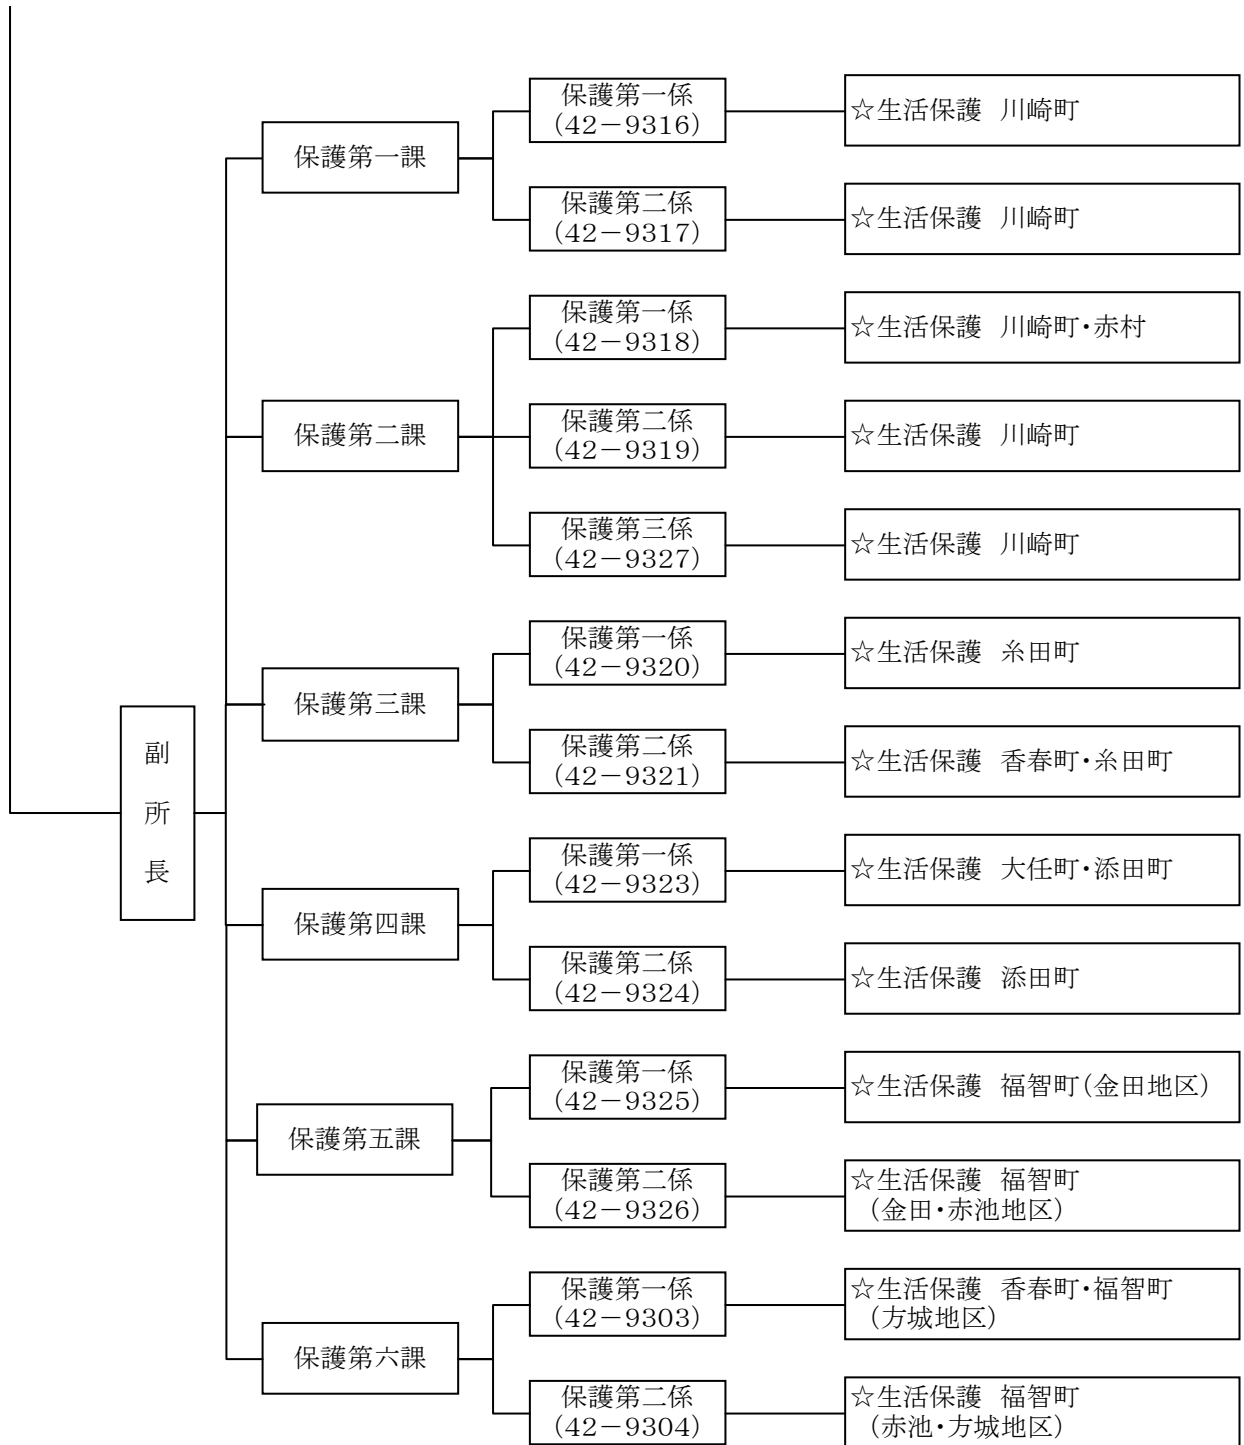 副所長
保護第一課
保護第一係
(42－9316)
☆生活保護 川崎町
保護第二係
(42－9317)
☆生活保護 川崎町
保護第二課
保護第一係
(42－9318)
☆生活保護 川崎町・赤村
保護第二係
(42－9319)
☆生活保護 川崎町
保護第三係
(42－9327)
☆生活保護 川崎町
保護第三課
保護第一係
(42－9320)
☆生活保護 糸田町
保護第二係
(42－9321)
☆生活保護 香春町・糸田町
保護第四課
保護第一係
(42－9323)
☆生活保護 大任町・添田町
保護第二係
(42－9324)
☆生活保護 添田町
保護第五課
保護第一係
(42－9325)
☆生活保護 福智町(金田地区)
保護第二係
(42－9326)
☆生活保護 福智町
(金田・赤池地区)
保護第六課
保護第一係
(42－9303)
☆生活保護 香春町・福智町
(方城地区)
保護第二係
(42－9304)
☆生活保護 福智町
(赤池・方城地区)